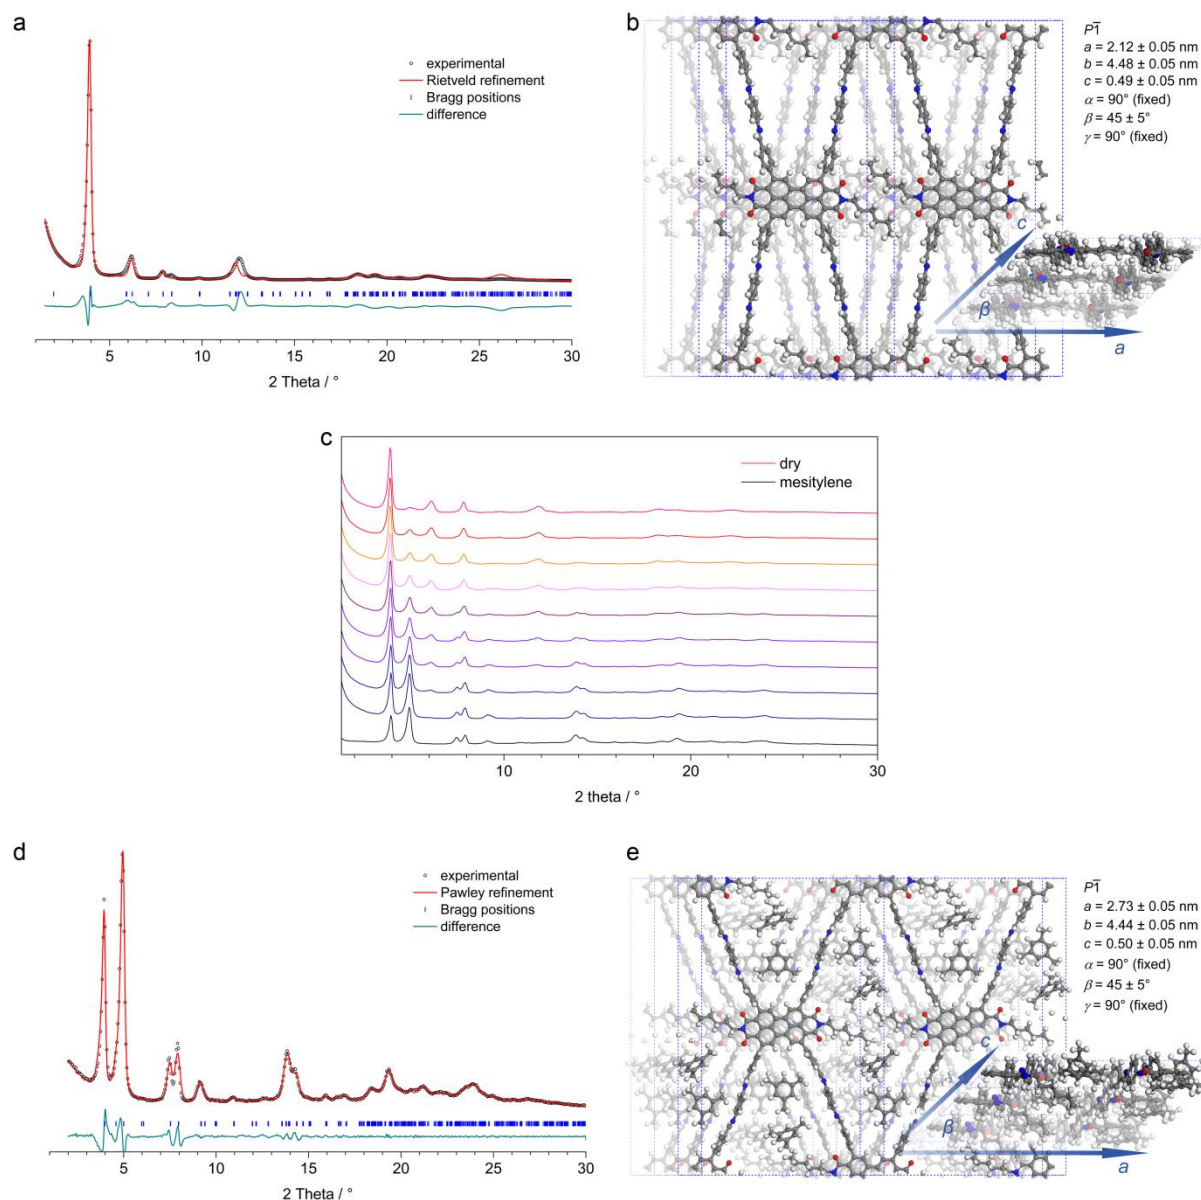 a
experimental
Rietveld refinement
Bragg positions
difference
5
10
15
20
25
30
2 Theta / °
b
P1̅
a = 2.12 ± 0.05 nm
b = 4.48 ± 0.05 nm
c = 0.49 ± 0.05 nm
α = 90° (fixed)
β = 45 ± 5°
γ = 90° (fixed)
c
β
a
c
dry
mesitylene
10
20
30
2 theta / °
d
experimental
Pawley refinement
Bragg positions
difference
5
10
15
20
25
30
2 Theta / °
e
P1̅
a = 2.73 ± 0.05 nm
b = 4.44 ± 0.05 nm
c = 0.50 ± 0.05 nm
α = 90° (fixed)
β = 45 ± 5°
γ = 90° (fixed)
c
β
a